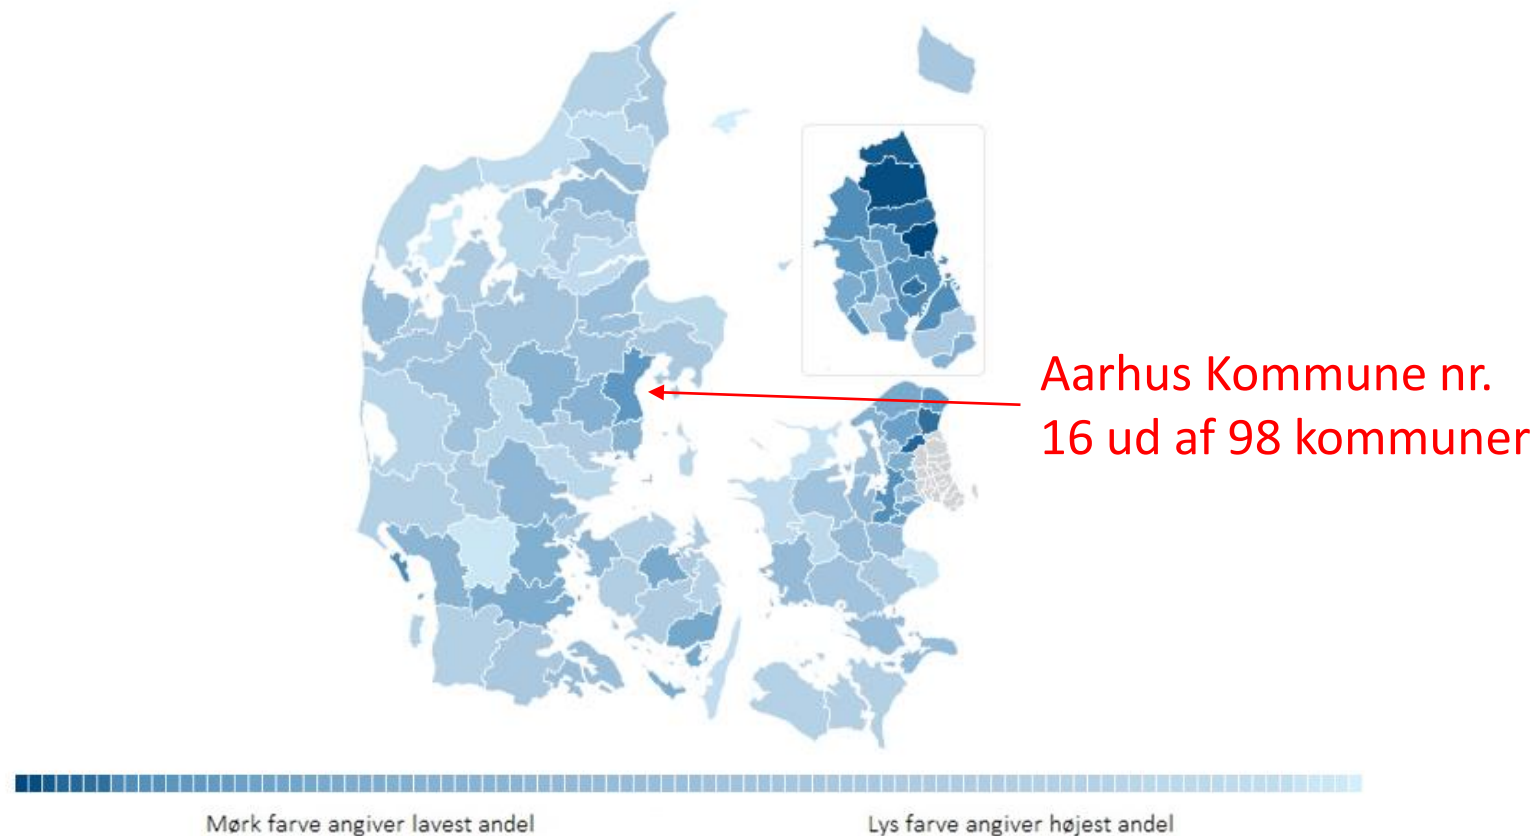 Aarhus Kommune nr.
16 ud af 98 kommuner
Mørk farve angiver lavest andel
Lys farve angiver højest andel